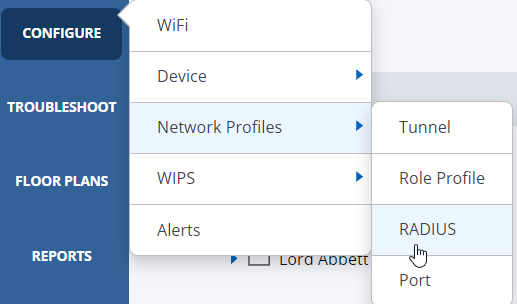 CONFIGURE
TROUBLESHOOT
FLOOR PLANS
REPORTS
WiFi
Device
Network Profiles
WIPS
Alerts
Tunnel
Role Profile
RADIUS
Port
Lord Abbett